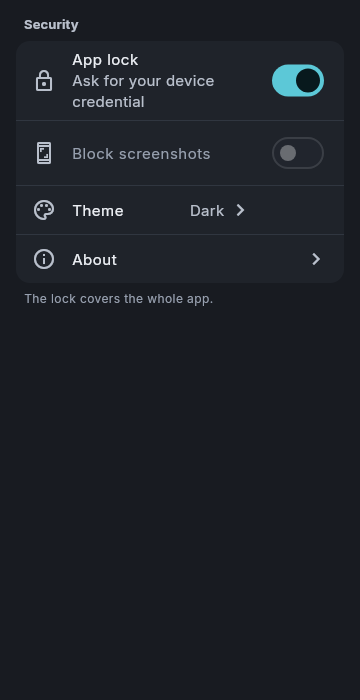 Security
App lock
Ask for your device
credential
Block screenshots
Theme
Dark
About
The lock covers the whole app.